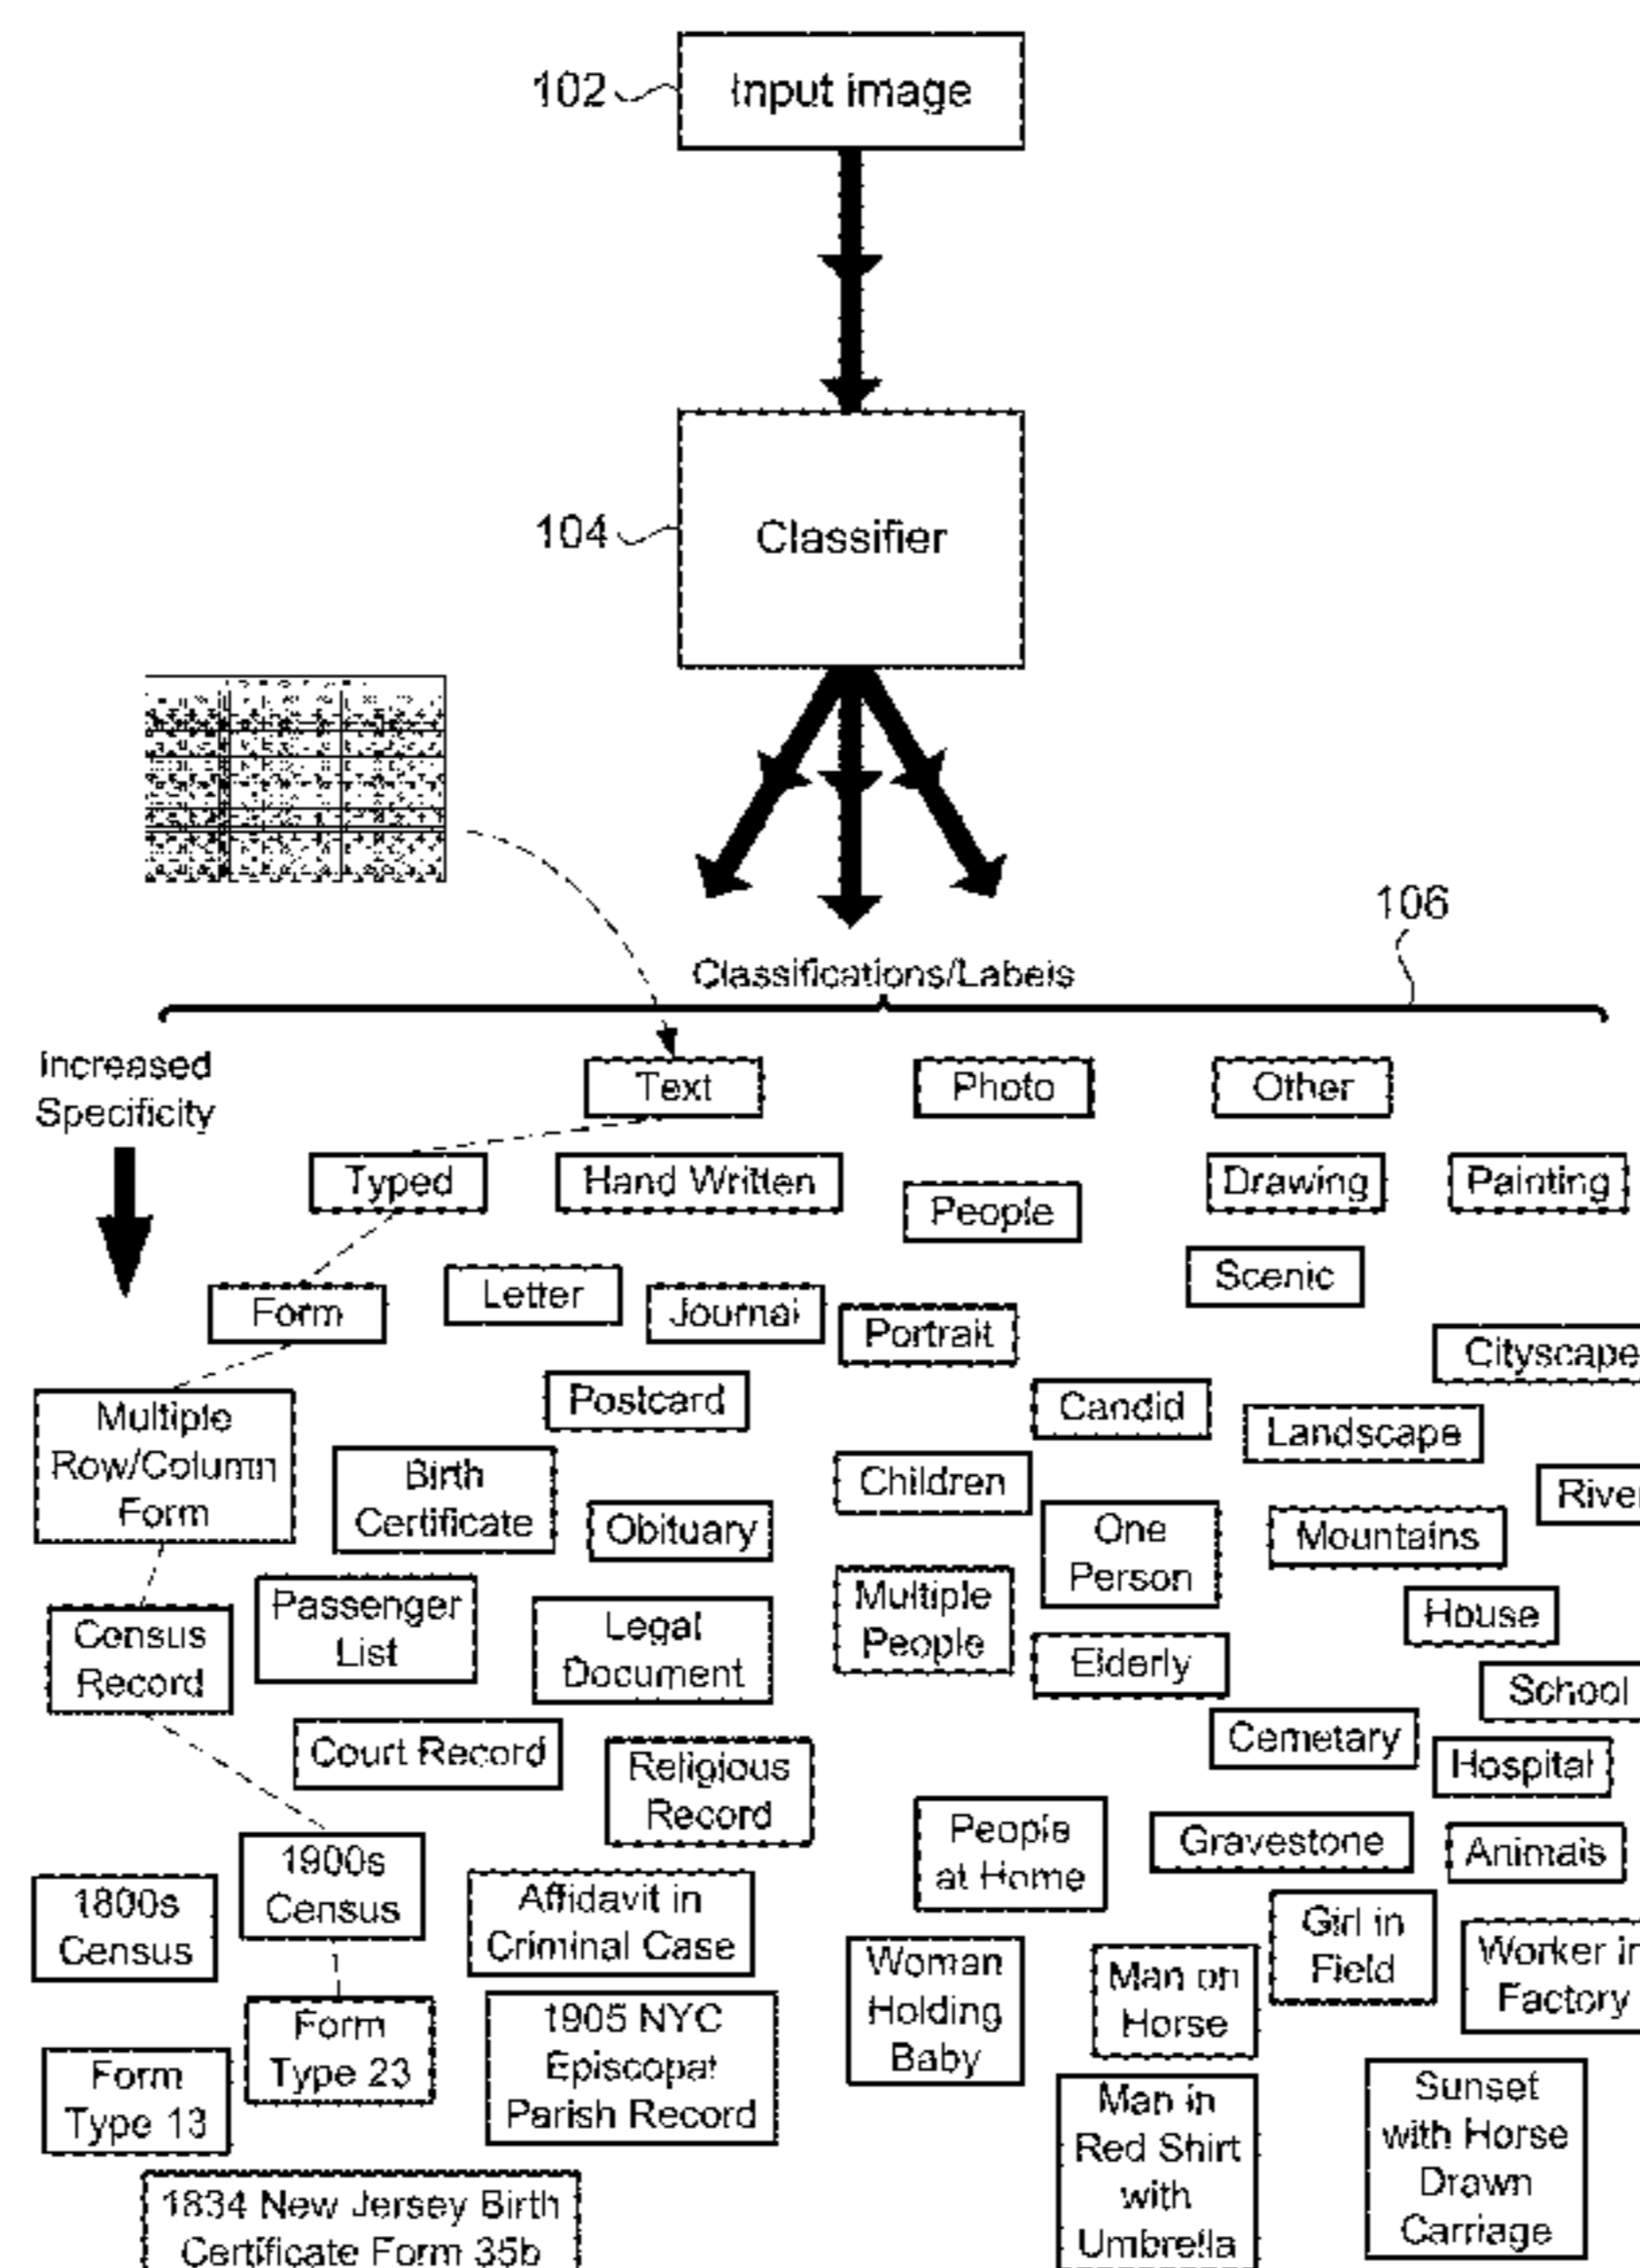 102
Input image
104
Classifier
106
Classifications/Labels
Increased
Specificity
Text
Photo
Other
Typed
Hand Written
People
Drawing
Painting
Scenic
Form
Letter
Journal
Portrait
Cityscape
Multiple
Row/Column
Form
Postcard
Candid
Landscape
Birth
Certificate
Children
River
Obituary
One
Person
Mountains
Passenger
List
Multiple
People
House
Census
Record
Legal
Document
Elderly
School
Court Record
Religious
Record
Cemetary
Hospital
People
at Home
Gravestone
Animals
1800s
Census
1900s
Census
Affidavit in
Criminal Case
Girl in
Field
Woman
Holding
Baby
Man on
Horse
Worker in
Factory
Form
Type 13
Form
Type 23
1905 NYC
Episcopal
Parish Record
Man in
Red Shirt
with
Umbrella
Sunset
with Horse
Drawn
Carriage
1834 New Jersey Birth
Certificate Form 35b